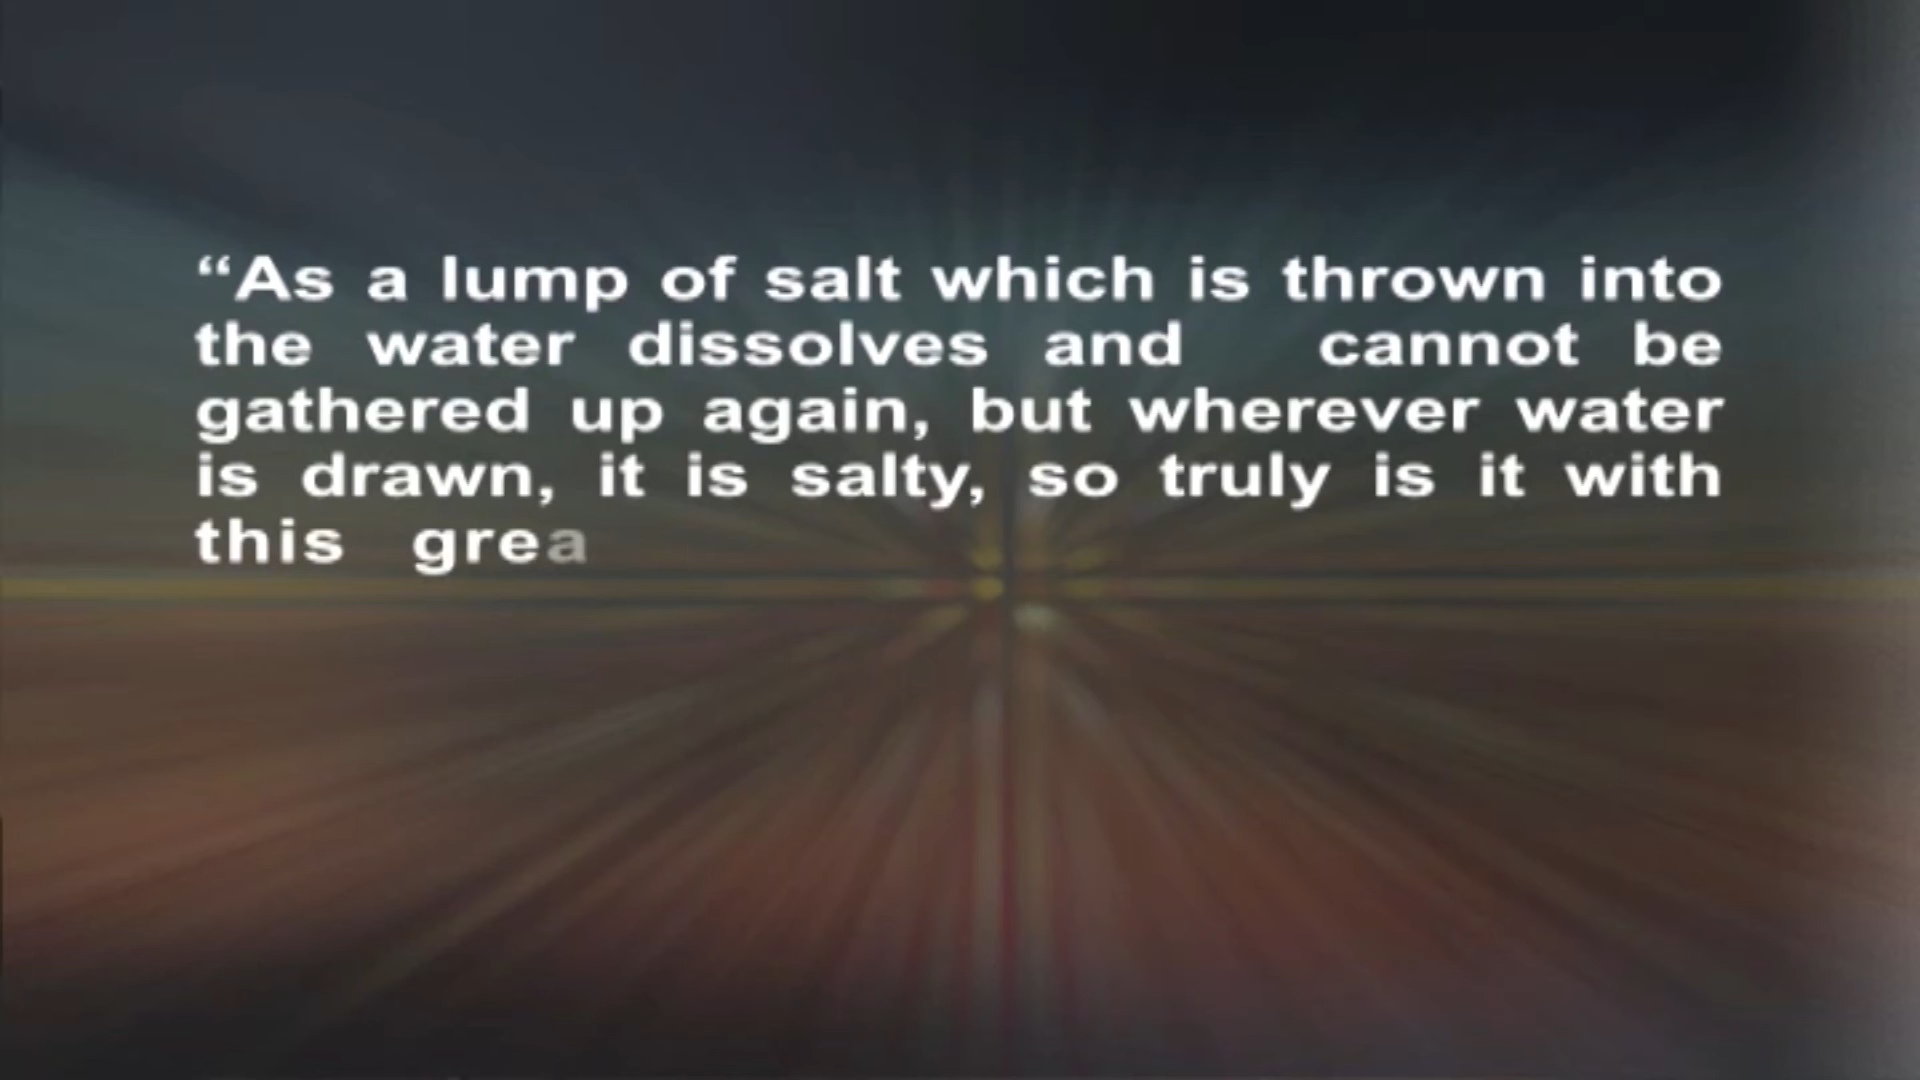 “As a lump of salt which is thrown into
the water dissolves and cannot be
gathered up again, but wherever water
is drawn, it is salty, so truly is it with
this grea